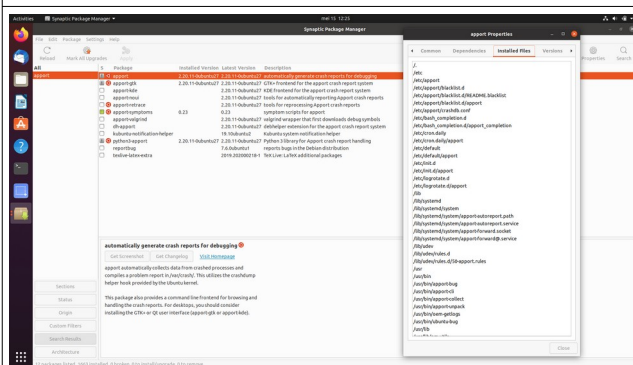 Activities Synaptic Package Manager mei 15 12:25
Synaptic Package Manager
File Edit Package Settings Help
Reload Mark All Upgrades Apply Properties Search
All S Package Installed Version Latest Version Description
apport apport 2.20.11-0ubuntu27 2.20.11-0ubuntu27 automatically generate crash reports for debugging
apport-gtk 2.20.11-0ubuntu27 2.20.11-0ubuntu27 GTK+ frontend for the apport crash report system
apport-kde 2.20.11-0ubuntu27 KDE frontend for the apport crash report system
apport-noui 2.20.11-0ubuntu27 tools for automatically reporting Apport crash reports
apport-retrace 2.20.11-0ubuntu27 tools for reprocessing Apport crash reports
apport-symptoms 0.23 0.23 symptom scripts for apport
apport-valgrind 2.20.11-0ubuntu27 valgrind wrapper that first downloads debug symbols
dh-apport 2.20.11-0ubuntu27 debhelper extension for the apport crash report system
kubuntu-notification-helper 19.10ubuntu2 Kubuntu system notification helper
python3-apport 2.20.11-0ubuntu27 2.20.11-0ubuntu27 Python 3 library for Apport crash report handling
reportbug 7.6.0ubuntu1 reports bugs in the Debian distribution
texlive-latex-extra 2019.202000218-1 TeX Live: LaTeX additional packages
automatically generate crash reports for debugging
Get Screenshot Get Changelog Visit Homepage
apport automatically collects data from crashed processes and
compiles a problem report in /var/crash/. This utilizes the crashdump
helper hook provided by the Ubuntu kernel.
This package also provides a command line frontend for browsing and
handling the crash reports. For desktops, you should consider
installing the GTK+ or Qt user interface (apport-gtk or apport-kde).
Sections
Status
Origin
Custom Filters
Search Results
Architecture
apport Properties
Common Dependencies Installed Files Versions
/.
/etc
/etc/apport
/etc/apport/blacklist.d
/etc/apport/blacklist.d/README.blacklist
/etc/apport/blacklist.d/apport
/etc/apport/crashdb.conf
/etc/bash_completion.d
/etc/bash_completion.d/apport_completion
/etc/cron.daily
/etc/cron.daily/apport
/etc/default
/etc/default/apport
/etc/init.d
/etc/init.d/apport
/etc/logrotate.d
/etc/logrotate.d/apport
/lib
/lib/systemd
/lib/systemd/system
/lib/systemd/system/apport-autoreport.path
/lib/systemd/system/apport-autoreport.service
/lib/systemd/system/apport-forward.socket
/lib/systemd/system/apport-forward@.service
/lib/udev
/lib/udev/rules.d
/lib/udev/rules.d/50-apport.rules
/usr
/usr/bin
/usr/bin/apport-bug
/usr/bin/apport-cli
/usr/bin/apport-collect
/usr/bin/apport-unpack
/usr/bin/oem-getlogs
/usr/bin/ubuntu-bug
/usr/lib
Close